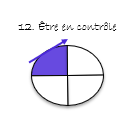 12. Être en contrôle